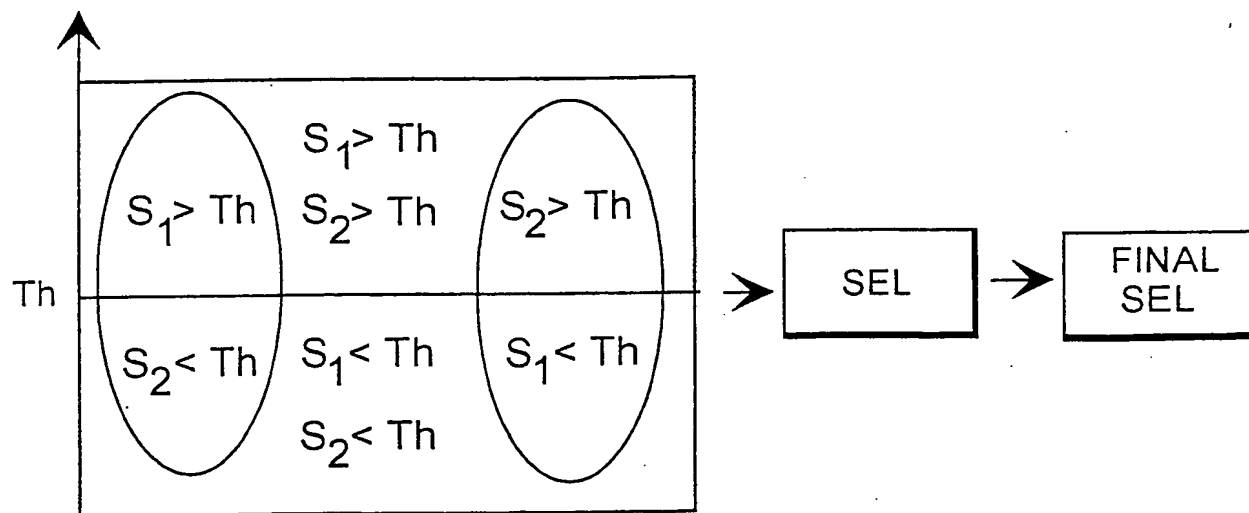 S₁> Th
S₁> Th
S₂> Th
S₂> Th
Th
S₂< Th
S₁< Th
S₂< Th
S₁< Th
SEL
FINAL
SEL